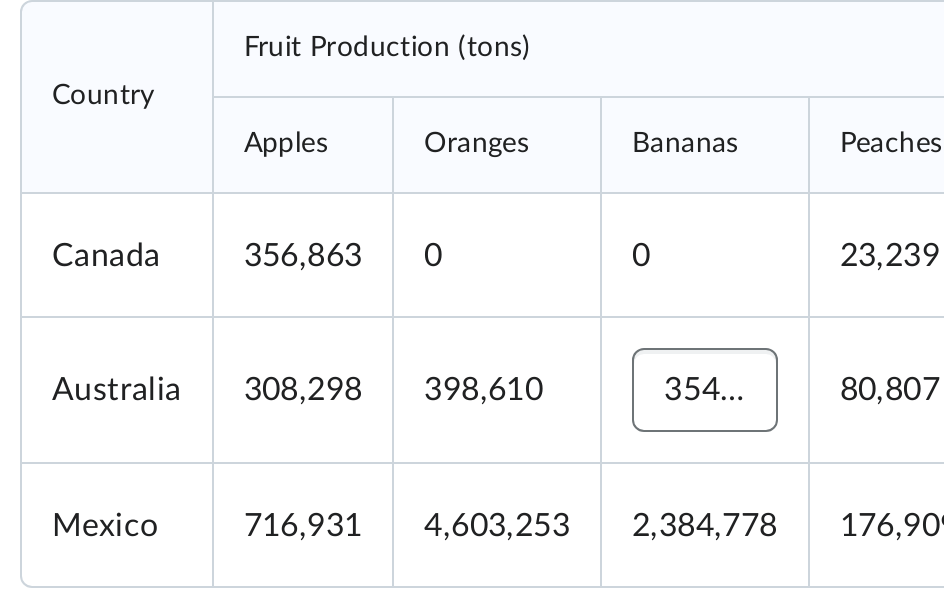 Country
Fruit Production (tons)
Apples Oranges Bananas Peaches
Canada 356,863 0 0 23,239
Australia 308,298 398,610 354... 80,807
Mexico 716,931 4,603,253 2,384,778